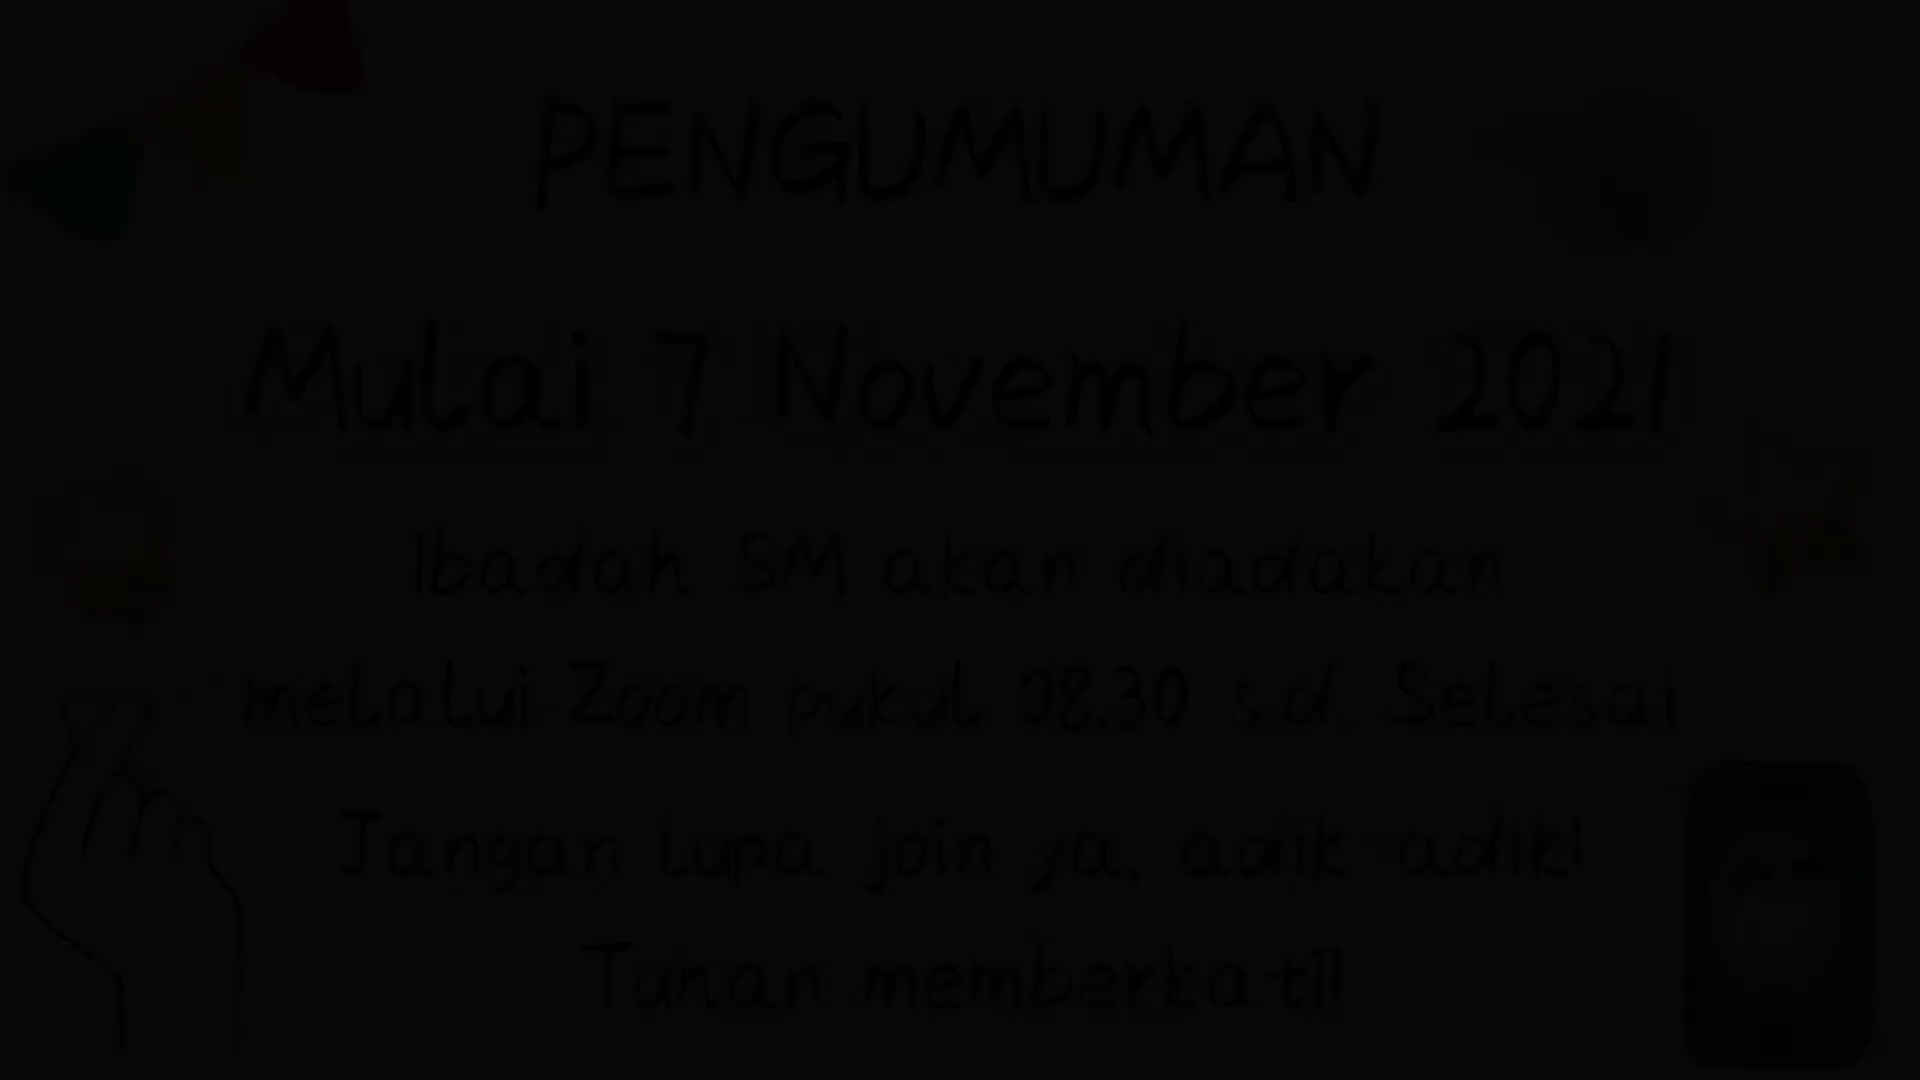 PENGUMUMAN
Mulai 7 November 2021
Ibadah SM akan diadakan
melalui Zoom pukul 08.30 s.d. Selesai
Jangan lupa join ya, adik-adik!
Tuhan memberkati!